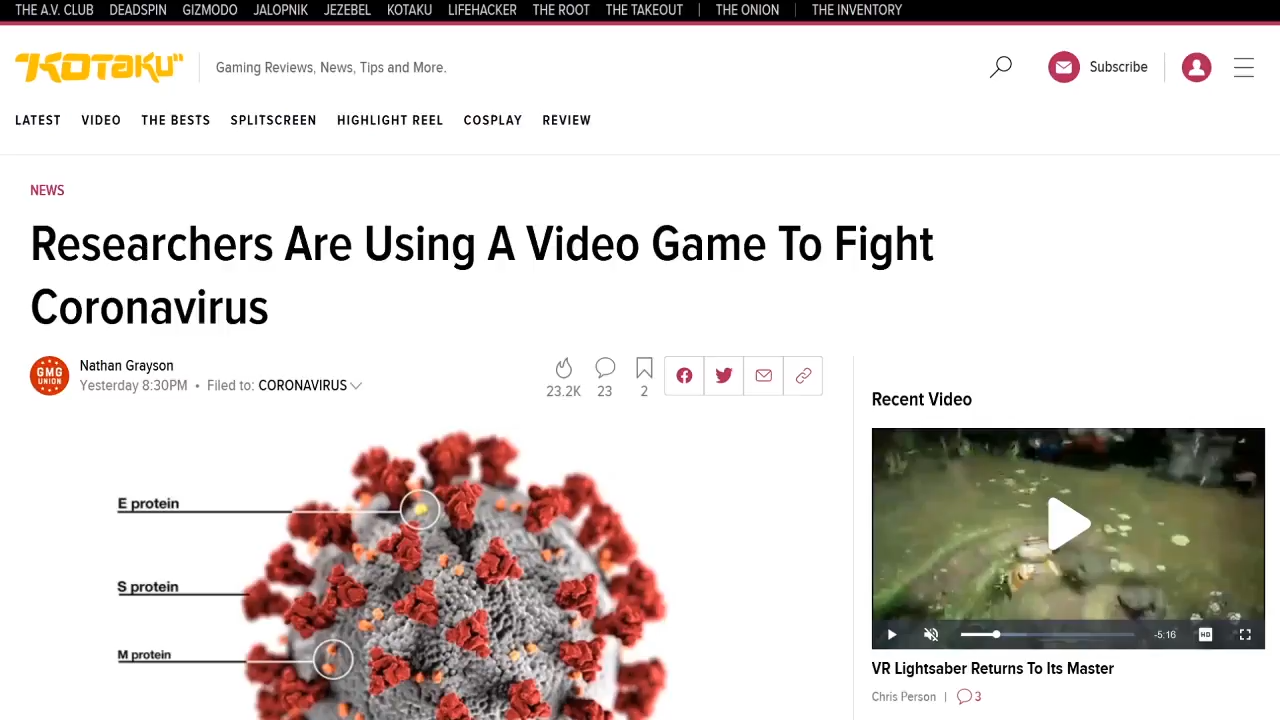 THE A.V. CLUB DEADSPIN GIZMODO JALOPNIK JEZEBEL KOTAKU LIFEHACKER THE ROOT THE TAKEOUT | THE ONION | THE INVENTORY
"KOTAKU" Gaming Reviews, News, Tips and More. Subscribe
LATEST VIDEO THE BESTS SPLITSCREEN HIGHLIGHT REEL COSPLAY REVIEW
NEWS
Researchers Are Using A Video Game To Fight
Coronavirus
GMG
UNION
Nathan Grayson
Yesterday 8:30PM • Filed to: CORONAVIRUS
23.2K 23 2
E protein
S protein
M protein
Recent Video
-5:16 HD
VR Lightsaber Returns To Its Master
Chris Person | 3